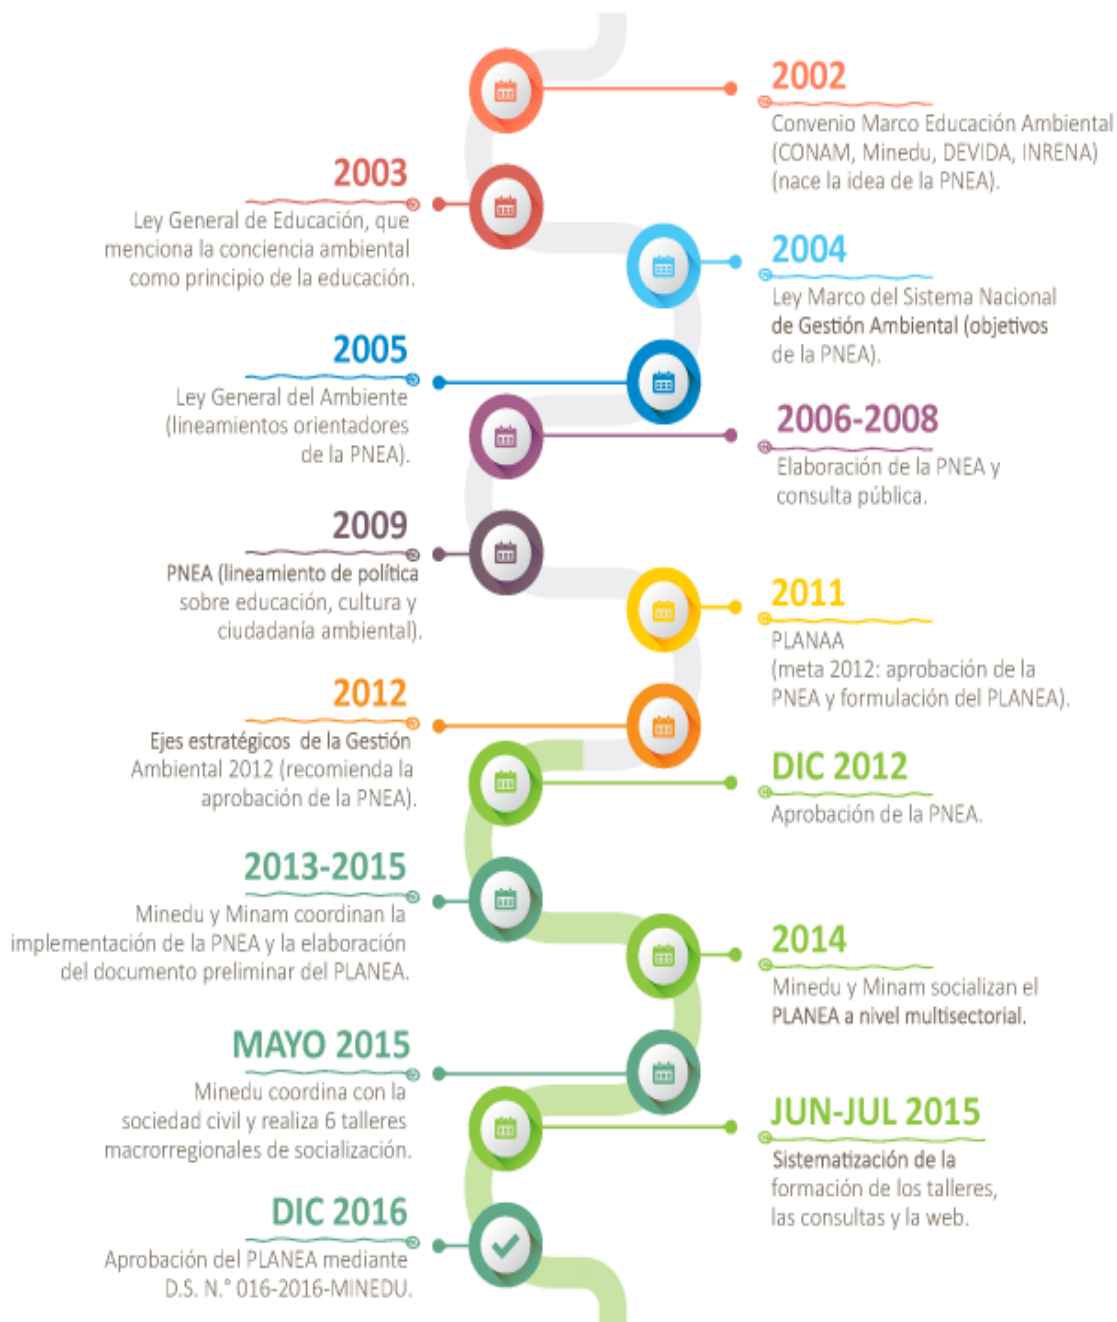 2002
Convenio Marco Educación Ambiental
(CONAM, Minedu, DEVIDA, INRENA)
(nace la idea de la PNEA).
2003
Ley General de Educación, que
menciona la conciencia ambiental
como principio de la educación.
2004
Ley Marco del Sistema Nacional
de Gestión Ambiental (objetivos
de la PNEA).
2005
Ley General del Ambiente
(lineamientos orientadores
de la PNEA).
2006-2008
Elaboración de la PNEA y
consulta pública.
2009
PNEA (lineamiento de política
sobre educación, cultura y
ciudadanía ambiental).
2011
PLANAA
(meta 2012: aprobación de la
PNEA y formulación del PLANEA).
2012
Ejes estratégicos de la Gestión
Ambiental 2012 (recomienda la
aprobación de la PNEA).
DIC 2012
Aprobación de la PNEA.
2013-2015
Minedu y Minam coordinan la
implementación de la PNEA y la elaboración
del documento preliminar del PLANEA.
2014
Minedu y Minam socializan el
PLANEA a nivel multisectorial.
MAYO 2015
Minedu coordina con la
sociedad civil y realiza 6 talleres
macrorregionales de socialización.
JUN-JUL 2015
Sistematización de la
formación de los talleres,
las consultas y la web.
DIC 2016
Aprobación del PLANEA mediante
D.S. N.° 016-2016-MINEDU.